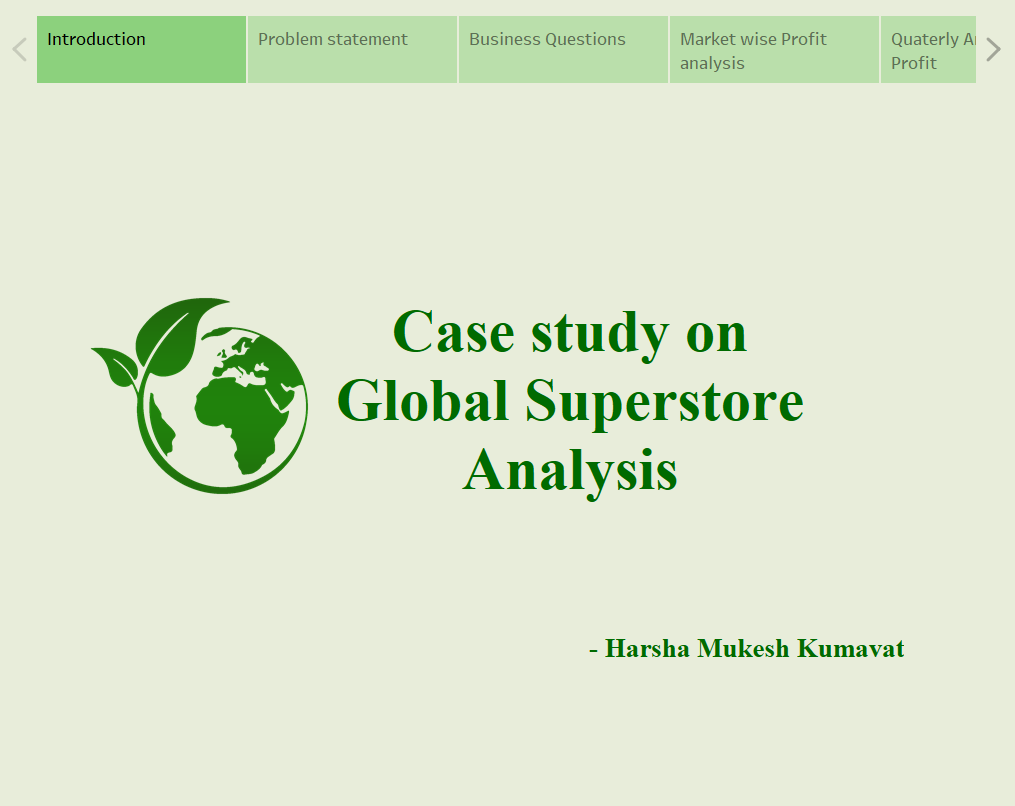 Introduction
Problem statement
Business Questions
Market wise Profit
analysis
Quaterly
Profit
Case study on
Global Superstore
Analysis
- Harsha Mukesh Kumavat